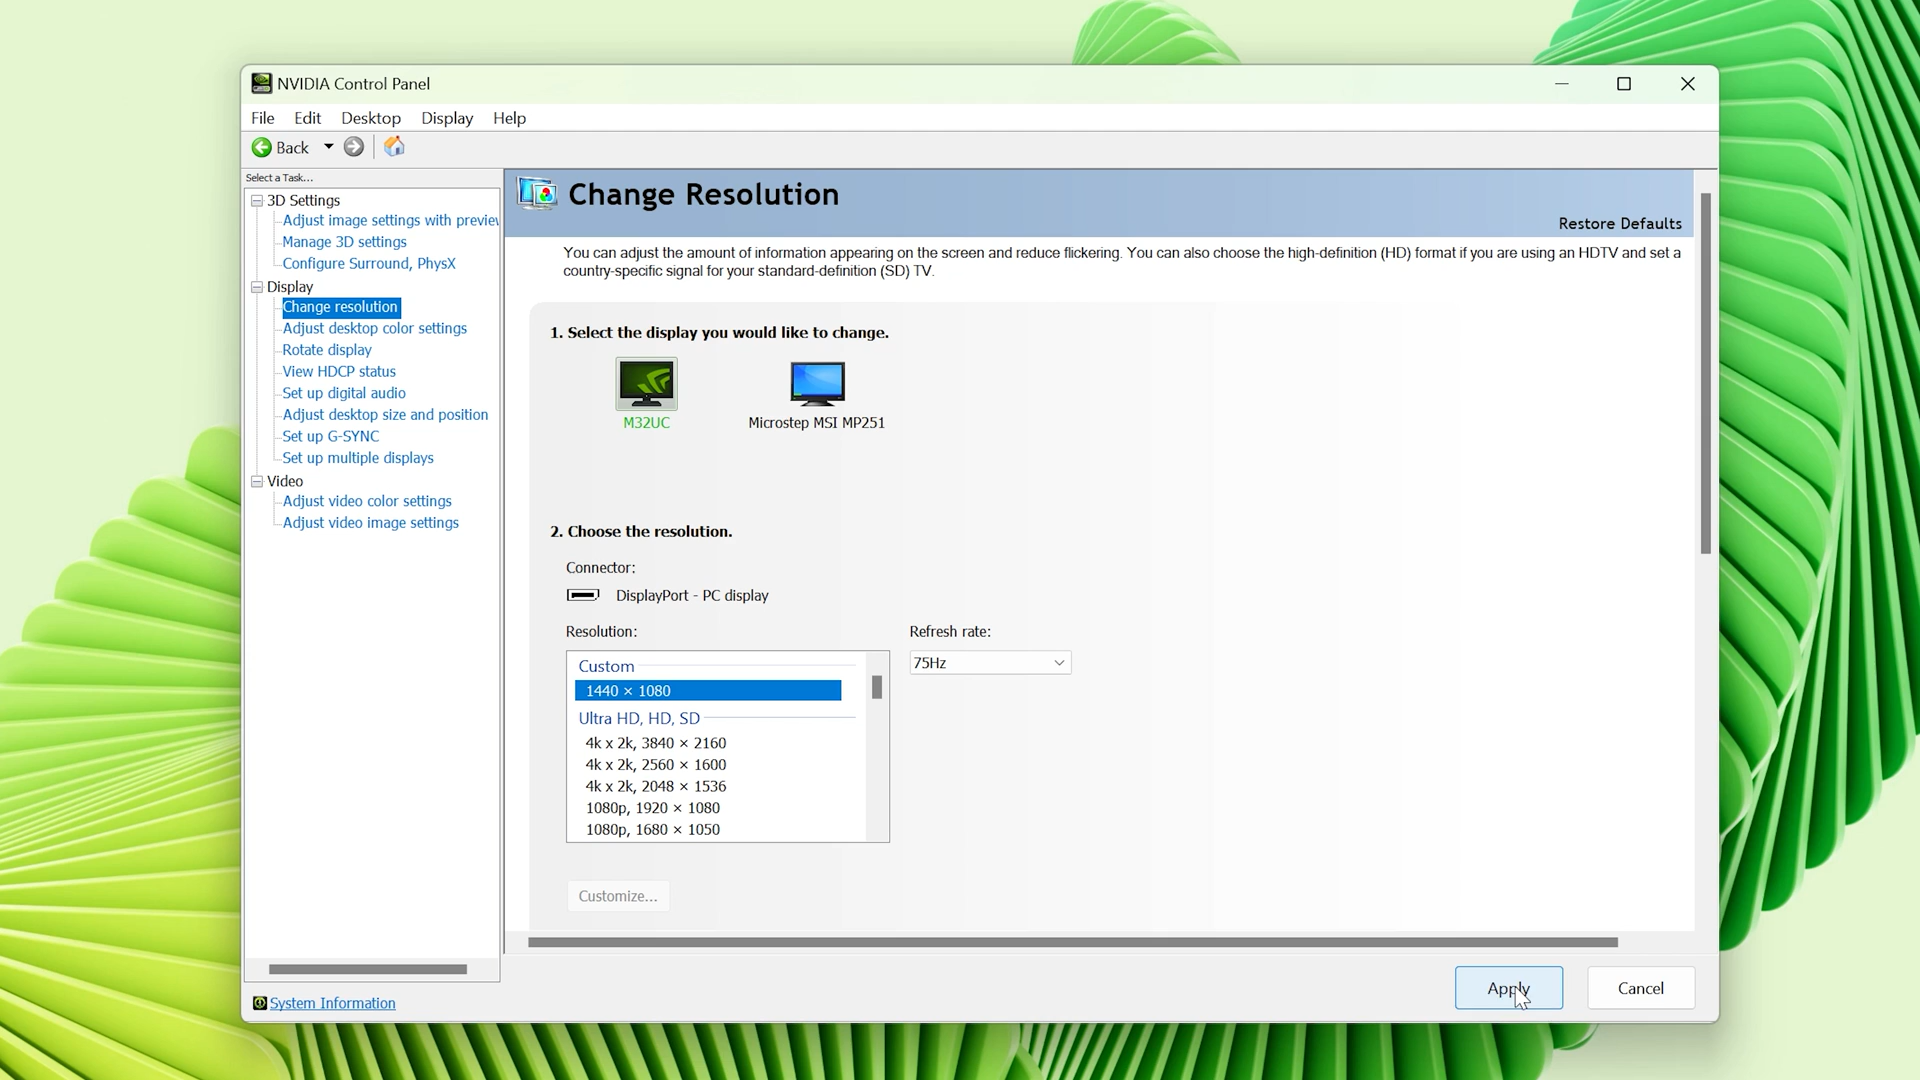 NVIDIA Control Panel
File Edit Desktop Display Help
Back
Select a Task...
3D Settings
Adjust image settings with preview
Manage 3D settings
Configure Surround, PhysX
Display
Change resolution
Adjust desktop color settings
Rotate display
View HDCP status
Set up digital audio
Adjust desktop size and position
Set up G-SYNC
Set up multiple displays
Video
Adjust video color settings
Adjust video image settings
System Information
Change Resolution
Restore Defaults
You can adjust the amount of information appearing on the screen and reduce flickering. You can also choose the high-definition (HD) format if you are using an HDTV and set a
country-specific signal for your standard-definition (SD) TV.
1. Select the display you would like to change.
M32UC
Microstep MSI MP251
2. Choose the resolution.
Connector:
DisplayPort - PC display
Resolution:
Refresh rate:
Custom
75Hz
1440 × 1080
Ultra HD, HD, SD
4k x 2k, 3840 × 2160
4k x 2k, 2560 × 1600
4k x 2k, 2048 × 1536
1080p, 1920 × 1080
1080p, 1680 × 1050
Customize...
Apply
Cancel